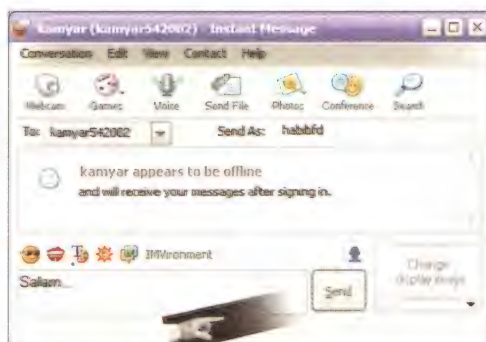 kamyar (kamyar542002) - Instant Message
Conversation Edit View Contact Help
Webcam Games Voice Send File Photos Conference Search
To: kamyar542002 Send As: habibfd
kamyar appears to be offline
and will receive your messages after signing in.
IMVironment
Salam...
Send
Change
display image